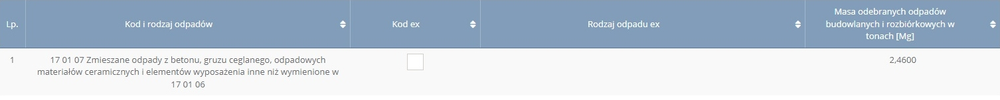 Lp.
Kod i rodzaj odpadów
Kod ex
Rodzaj odpadu ex
Masa odebranych odpadów
budowlanych i rozbiórkowych w
tonach [Mg]
1
17 01 07 Zmieszane odpady z betonu, gruzu ceglanego, odpadowych
materiałów ceramicznych i elementów wyposażenia inne niż wymienione w
17 01 06
2,4600